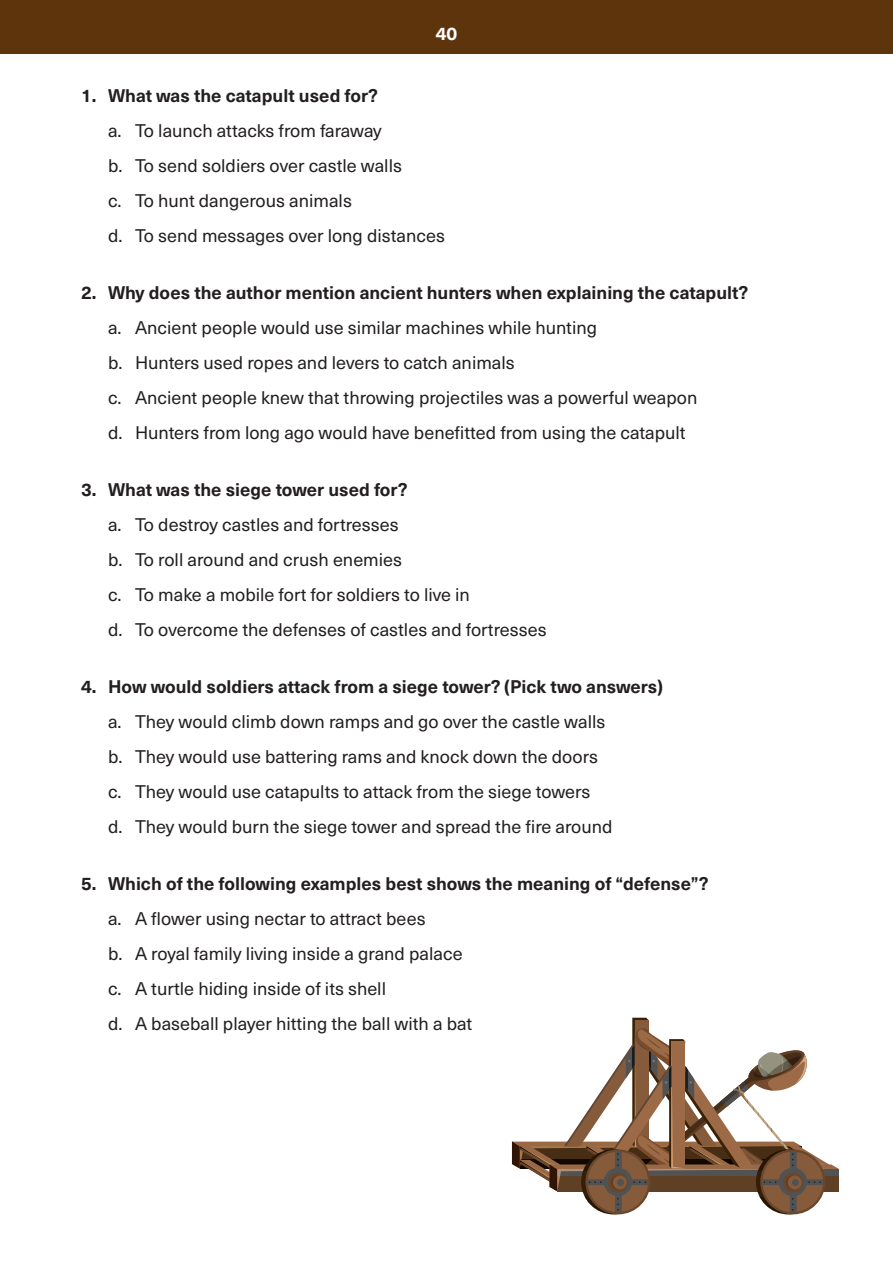 40
1. What was the catapult used for?
a. To launch attacks from faraway
b. To send soldiers over castle walls
c. To hunt dangerous animals
d. To send messages over long distances
2. Why does the author mention ancient hunters when explaining the catapult?
a. Ancient people would use similar machines while hunting
b. Hunters used ropes and levers to catch animals
c. Ancient people knew that throwing projectiles was a powerful weapon
d. Hunters from long ago would have benefitted from using the catapult
3. What was the siege tower used for?
a. To destroy castles and fortresses
b. To roll around and crush enemies
c. To make a mobile fort for soldiers to live in
d. To overcome the defenses of castles and fortresses
4. How would soldiers attack from a siege tower? (Pick two answers)
a. They would climb down ramps and go over the castle walls
b. They would use battering rams and knock down the doors
c. They would use catapults to attack from the siege towers
d. They would burn the siege tower and spread the fire around
5. Which of the following examples best shows the meaning of “defense”?
a. A flower using nectar to attract bees
b. A royal family living inside a grand palace
c. A turtle hiding inside of its shell
d. A baseball player hitting the ball with a bat